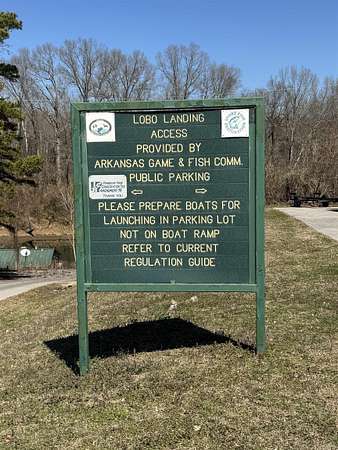 LOBO LANDING
ACCESS
PROVIDED BY
ARKANSAS GAME & FISH COMM.
PUBLIC PARKING
PLEASE PREPARE BOATS FOR
LAUNCHING IN PARKING LOT
NOT ON BOAT RAMP
REFER TO CURRENT
REGULATION GUIDE